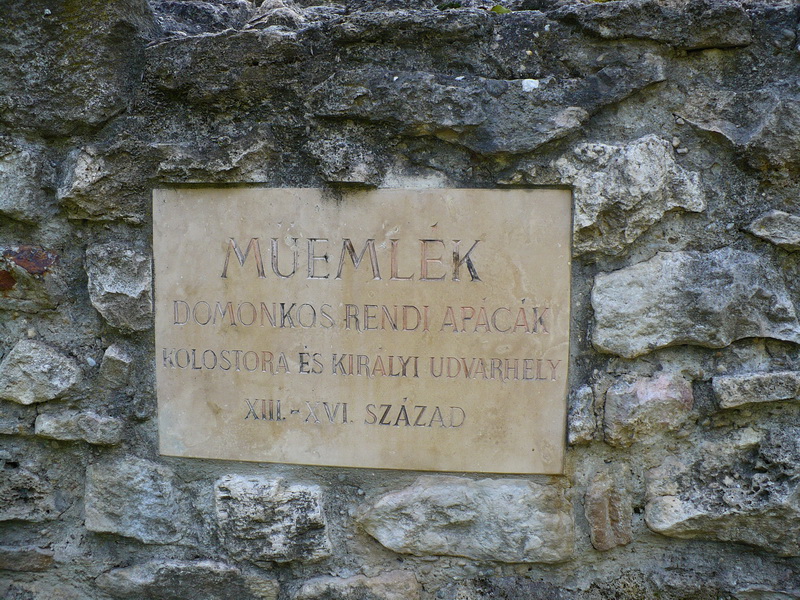 MŰEMLÉK
DOMONKOS RENDI APÁCÁK
KOLOSTORA ÉS KIRÁLYI UDVARHELY
XIII.-XVI. SZÁZAD